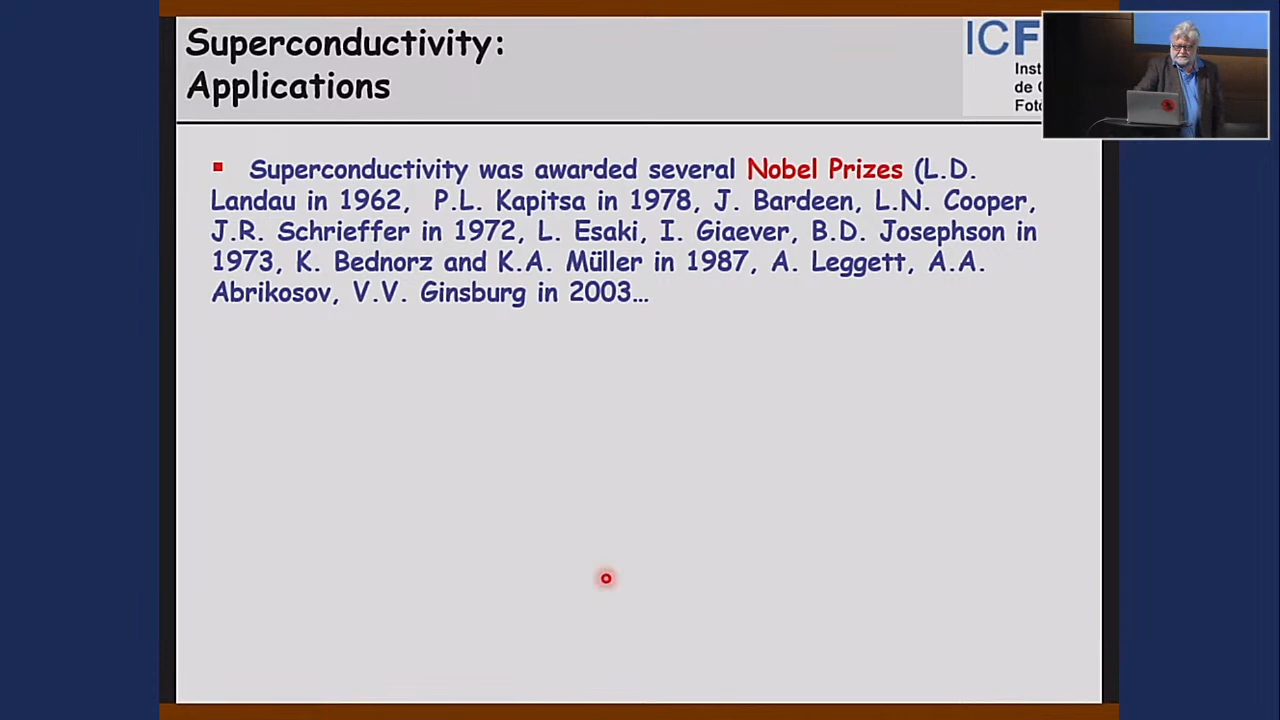 Superconductivity:
Applications
ICF
Inst
de
Fot
▪ Superconductivity was awarded several Nobel Prizes (L.D.
Landau in 1962, P.L. Kapitsa in 1978, J. Bardeen, L.N. Cooper,
J.R. Schrieffer in 1972, L. Esaki, I. Giaever, B.D. Josephson in
1973, K. Bednorz and K.A. Müller in 1987, A. Leggett, A.A.
Abrikosov, V.V. Ginsburg in 2003…